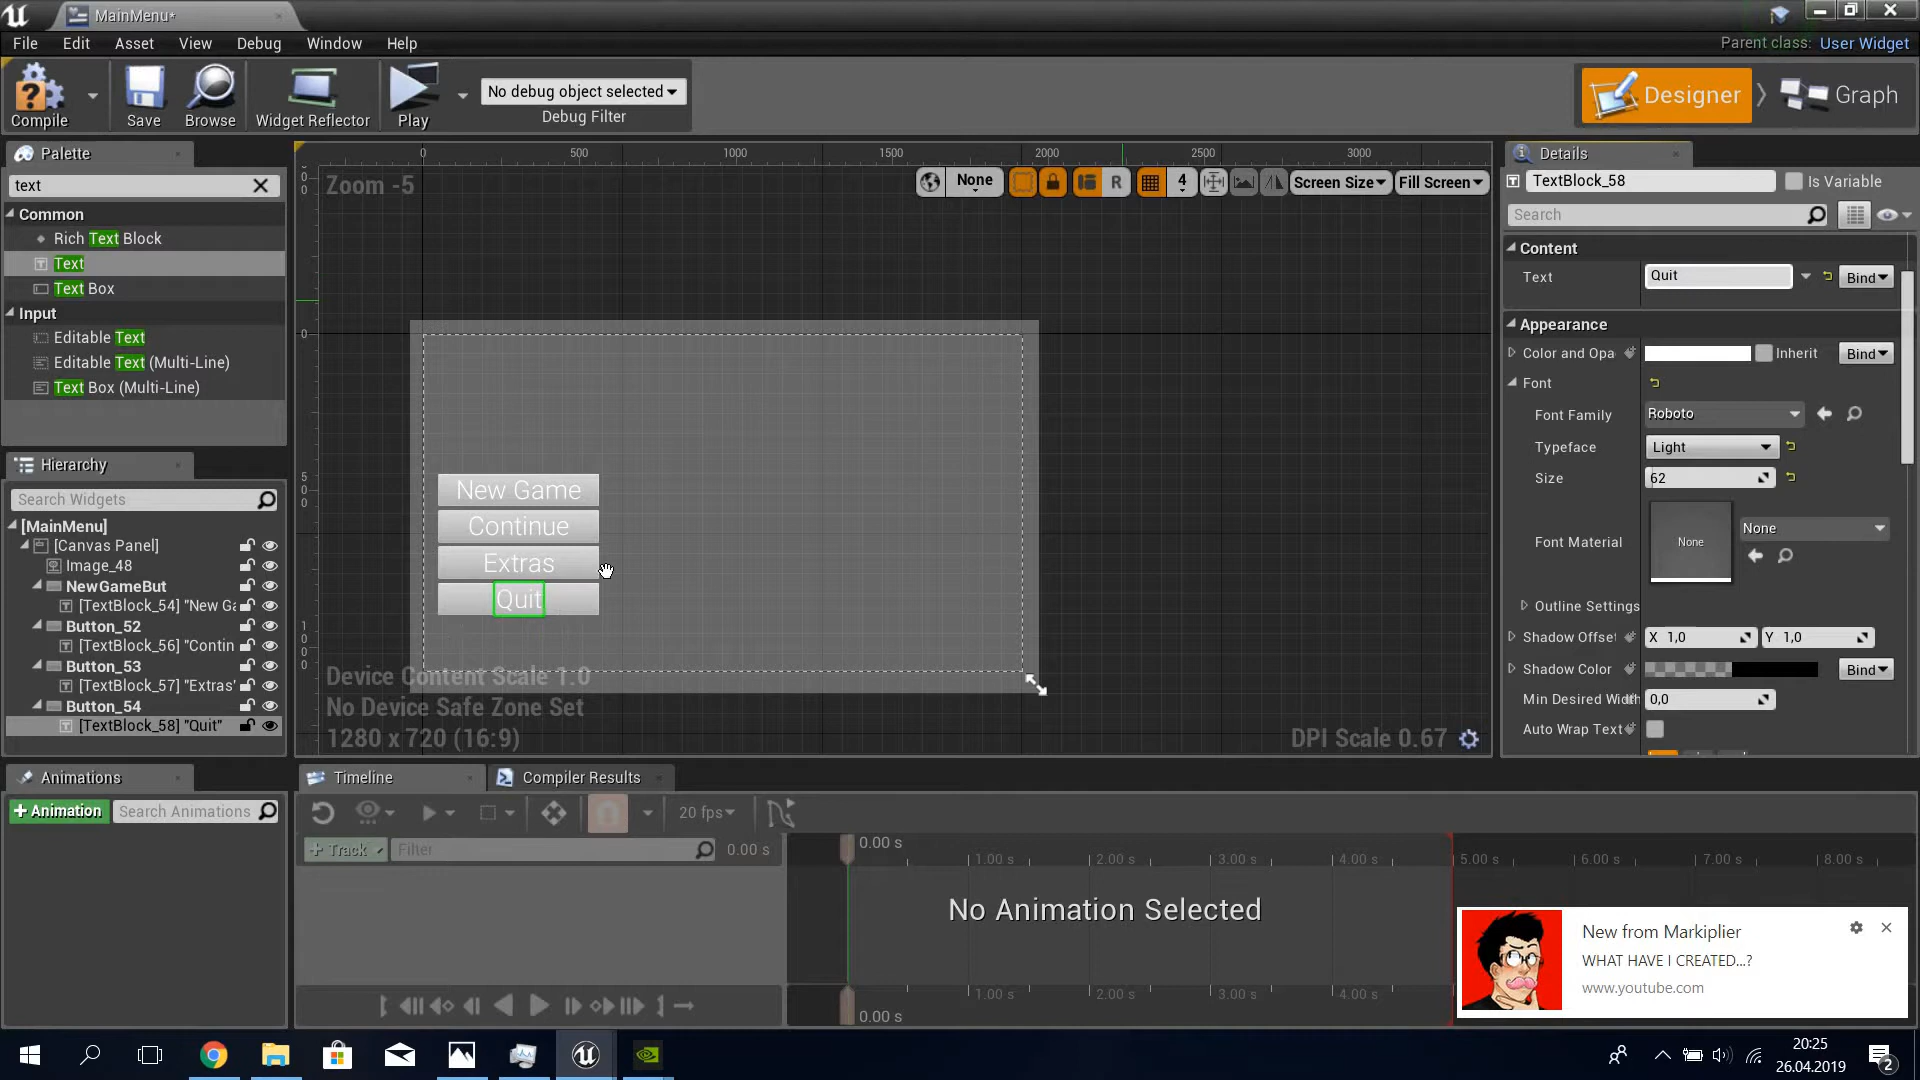 MainMenu*
File Edit Asset View Debug Window Help
Parent class: User Widget
Compile
Save
Browse
Widget Reflector
Play
No debug object selected
Debug Filter
Designer
Graph
Palette
text
Common
Rich Text Block
Text
Text Box
Input
Editable Text
Editable Text (Multi-Line)
Text Box (Multi-Line)
Hierarchy
Search Widgets
[MainMenu]
[Canvas Panel]
Image_48
NewGameBut
[TextBlock_54] "New Ga
Button_52
[TextBlock_56] "Contin
Button_53
[TextBlock_57] "Extras"
Button_54
[TextBlock_58] "Quit"
Animations
+ Animation
Search Animations
0 500 1000 1500 2000 2500 3000
Zoom -5
None
R
4
Screen Size
Fill Screen
0
500
1000
New Game
Continue
Extras
Quit
Device Content Scale 1.0
No Device Safe Zone Set
1280 x 720 (16:9)
DPI Scale 0.67
Details
TextBlock_58
Is Variable
Search
Content
Text
Quit
Bind
Appearance
Color and Opa
Inherit
Bind
Font
Font Family
Roboto
Typeface
Light
Size
62
Font Material
None
None
Outline Settings
Shadow Offset
X 1,0
Y 1,0
Shadow Color
Bind
Min Desired Width
0,0
Auto Wrap Text
Timeline
Compiler Results
20 fps
+ Track
Filter
0.00 s
0.00 s
1.00 s 2.00 s 3.00 s 4.00 s 5.00 s 6.00 s 7.00 s 8.00 s
No Animation Selected
1.00 s 2.00 s 3.00 s 4.00 s
0.00 s
New from Markiplier
WHAT HAVE I CREATED...?
www.youtube.com
20:25
26.04.2019
2